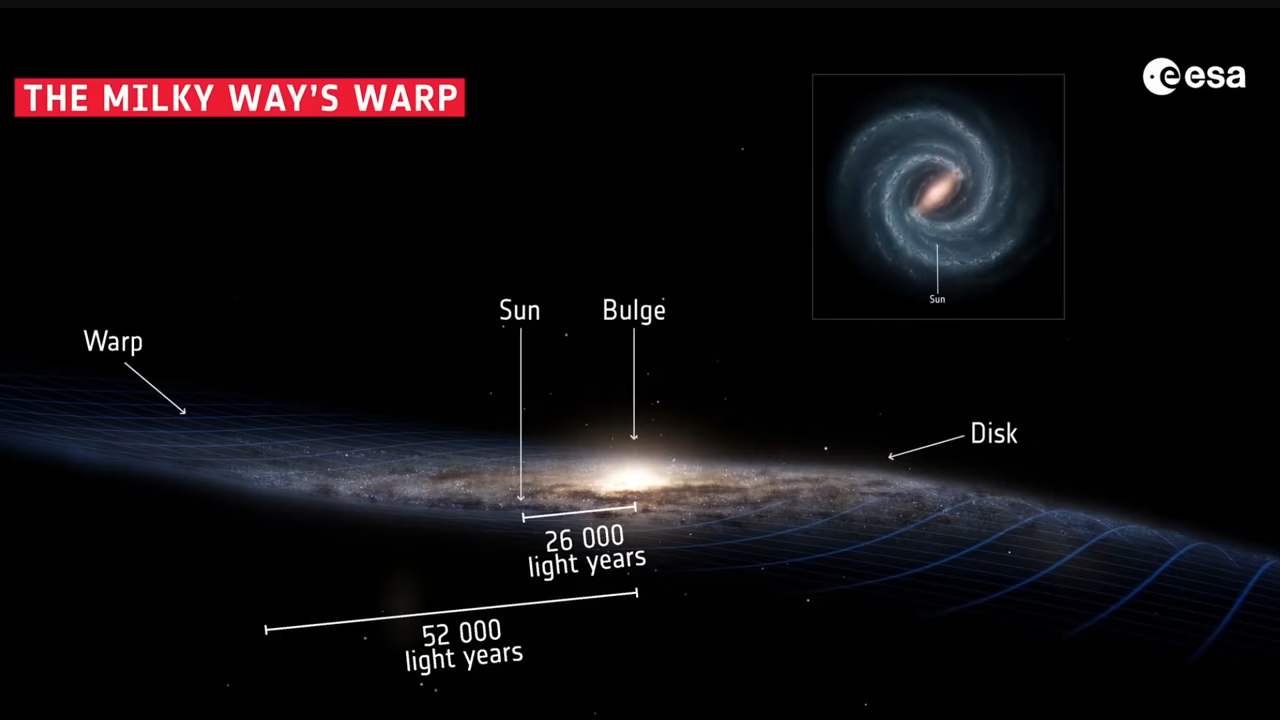 THE MILKY WAY'S WARP
esa
Sun
Sun
Bulge
Warp
Disk
26 000
light years
52 000
light years